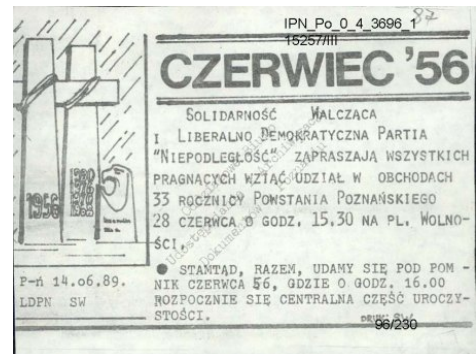 IPN_Po_0_4_3696_1
87
15257/III
CZERWIEC '56
SOLIDARNOŚĆ WALCZĄCA
I LIBERALNO DEMOKRATYCZNA PARTIA
"NIEPODLEGŁOŚĆ" ZAPRASZAJĄ WSZYSTKICH
PRAGNĄCYCH WZIĄĆ UDZIAŁ W OBCHODACH
33 ROCZNICY POWSTANIA POZNAŃSKIEGO
28 CZERWCA O GODZ. 15.30 NA PL. WOLNO-
ŚCI.
● STAMTĄD, RAZEM, UDAMY SIĘ POD POM-
NIK CZERWCA 56, GDZIE O GODZ. 16.00
ROZPOCZNIE SIĘ CENTRALNA CZĘŚĆ UROCZY-
STOŚCI.
1956
P-ń 14.06.89.
LDPN SW
DRUK: SW
96/230